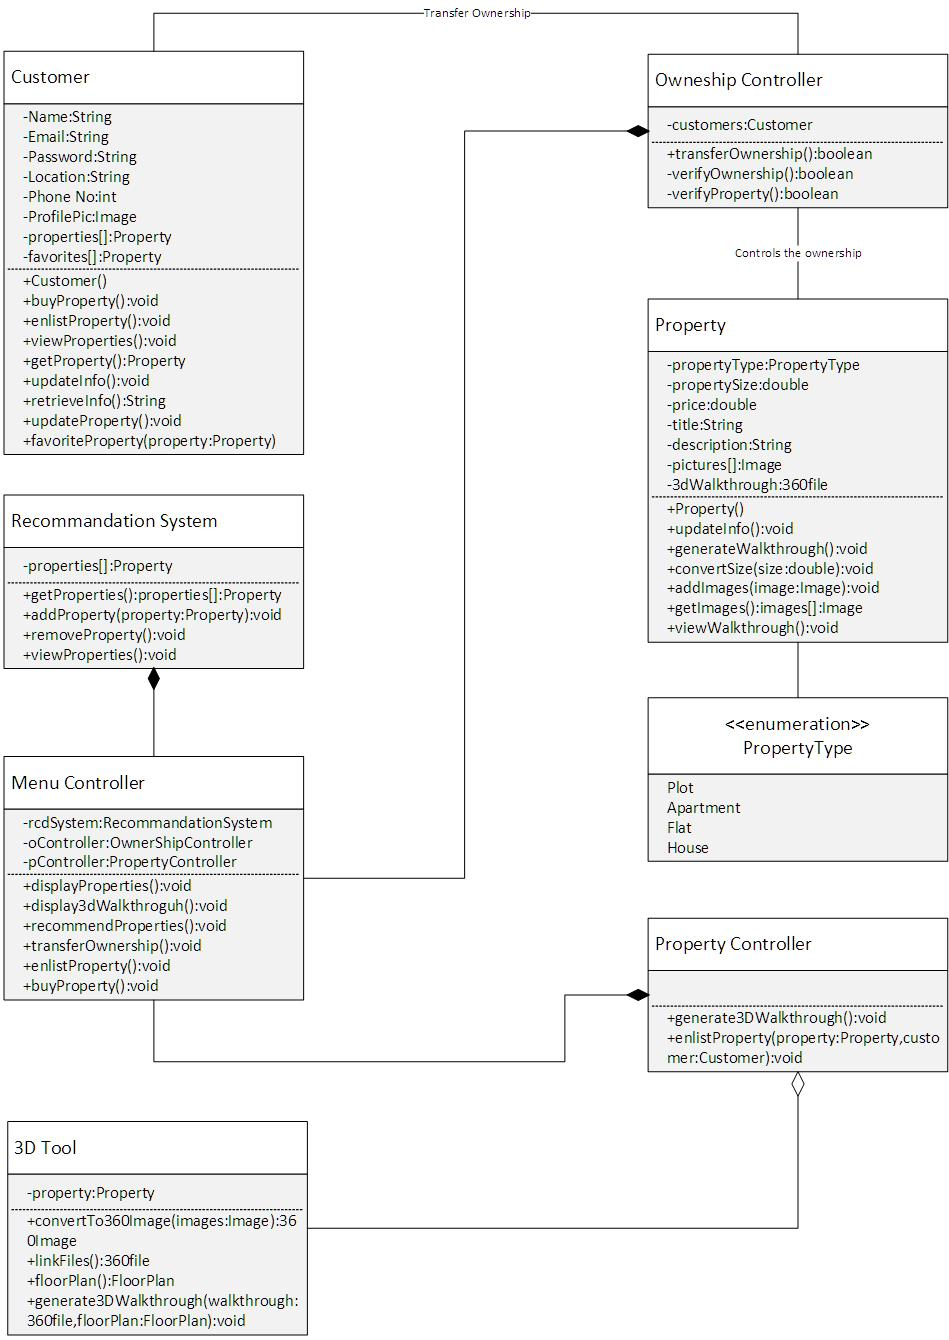 Transfer Ownership
Customer
-Name:String
-Email:String
-Password:String
-Location:String
-Phone No:int
-ProfilePic:Image
-properties[]:Property
-favorites[]:Property
+Customer()
+buyProperty():void
+enlistProperty():void
+viewProperties():void
+getProperty():Property
+updateInfo():void
+retrieveInfo():String
+updateProperty():void
+favoriteProperty(property:Property)
Owneship Controller
-customers:Customer
+transferOwnership():boolean
-verifyOwnership():boolean
-verifyProperty():boolean
Controls the ownership
Property
-propertyType:PropertyType
-propertySize:double
-price:double
-title:String
-description:String
-pictures[]:Image
-3dWalkthrough:360file
+Property()
+updateInfo():void
+generateWalkthrough():void
+convertSize(size:double):void
+addImages(image:Image):void
+getImages():images[]:Image
+viewWalkthrough():void
Recommandation System
-properties[]:Property
+getProperties():properties[]:Property
+addProperty(property:Property):void
+removeProperty():void
+viewProperties():void
<<enumeration>>
PropertyType
Plot
Apartment
Flat
House
Menu Controller
-rcdSystem:RecommandationSystem
-oController:OwnerShipController
-pController:PropertyController
+displayProperties():void
+display3dWalkthroguh():void
+recommendProperties():void
+transferOwnership():void
+enlistProperty():void
+buyProperty():void
Property Controller
+generate3DWalkthrough():void
+enlistProperty(property:Property,custo
mer:Customer):void
3D Tool
-property:Property
+convertTo360Image(images:Image):36
0Image
+linkFiles():360file
+floorPlan():FloorPlan
+generate3DWalkthrough(walkthrough:
360file,floorPlan:FloorPlan):void